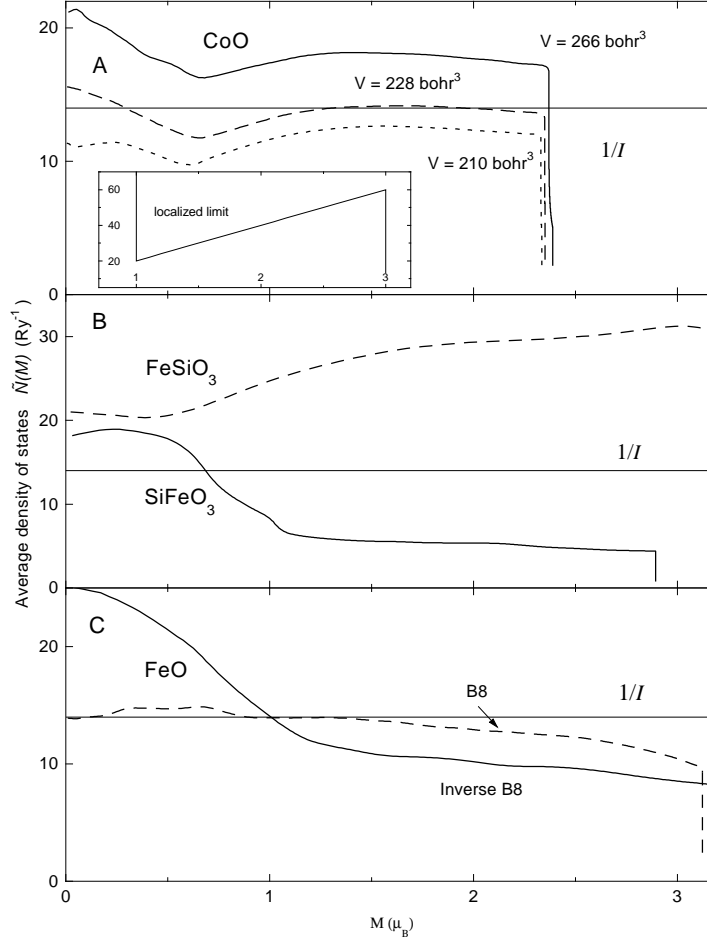 Average density of states Ñ(M) (Ry⁻¹)
20
10
0
A
CoO
V = 266 bohr³
V = 228 bohr³
1/I
V = 210 bohr³
60
40
20
localized limit
1
2
3
30
20
10
0
B
FeSiO₃
1/I
SiFeO₃
20
10
0
C
FeO
1/I
B8
Inverse B8
0
1
2
3
M (μ_B)